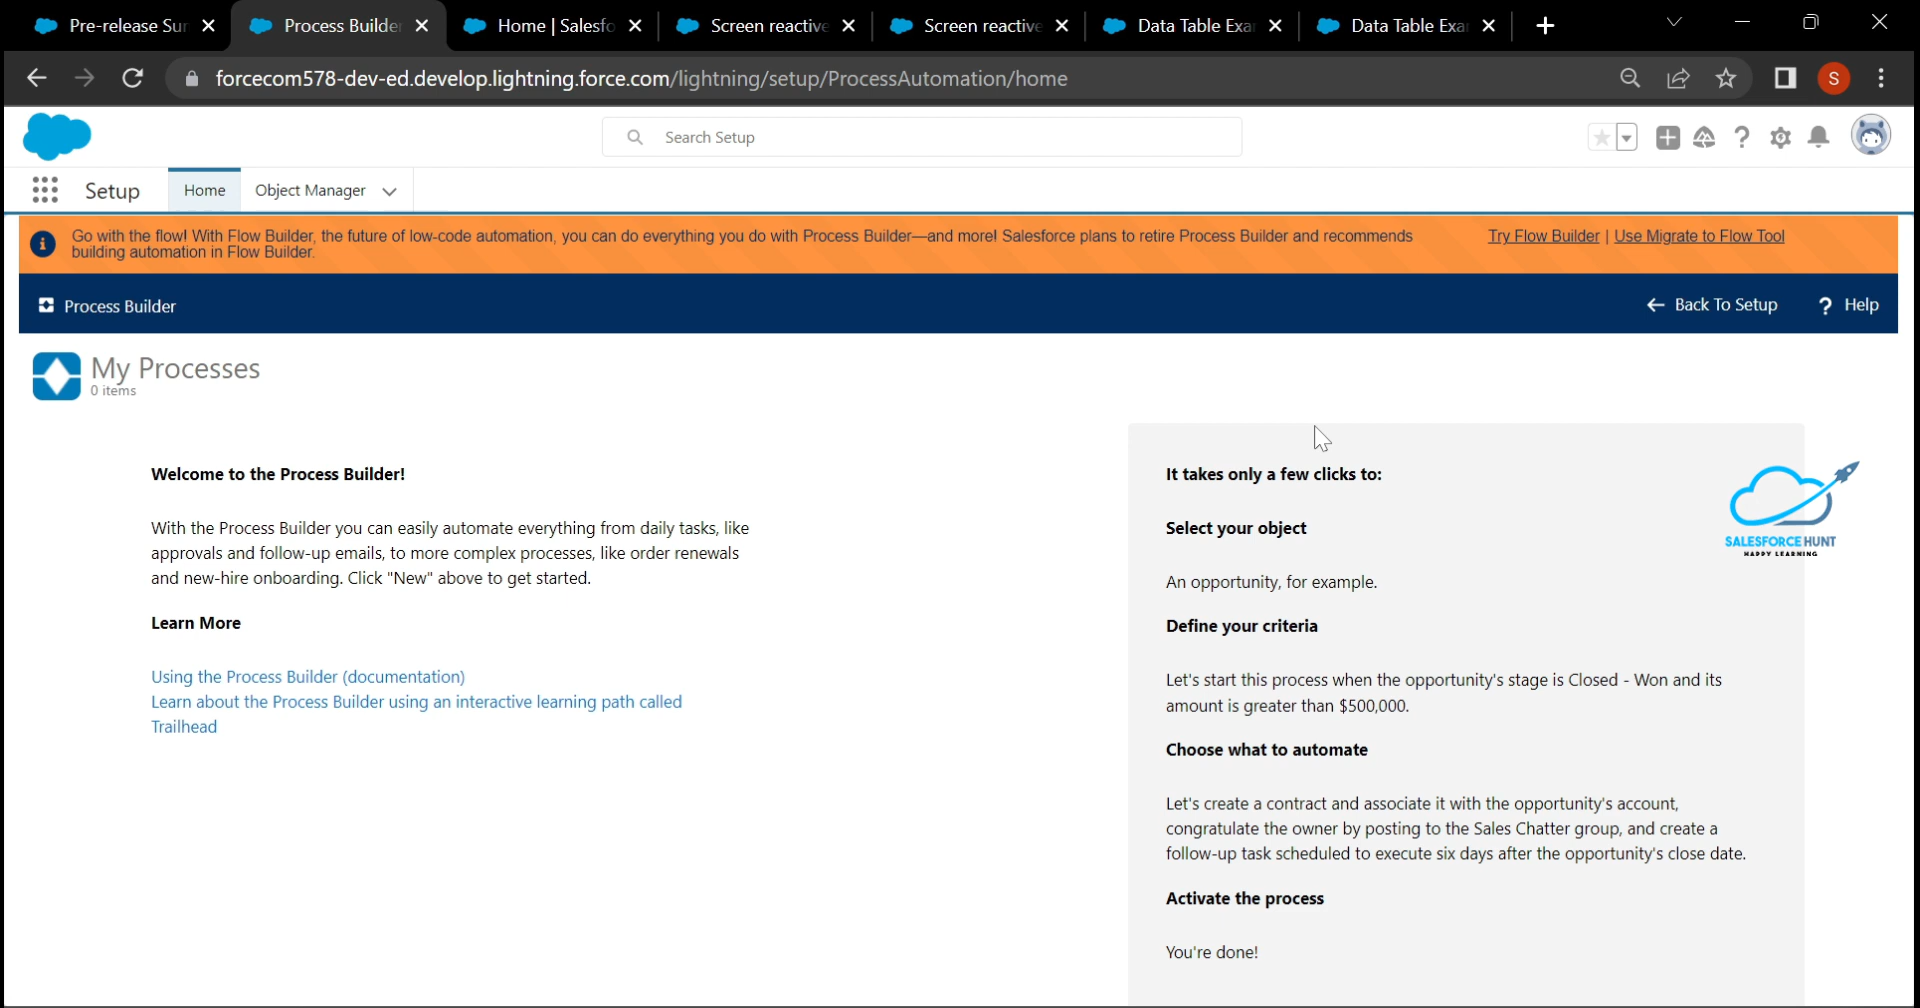 Pre-release Sur
Process Builde
Home | Salesfo
Screen reactive
Screen reactive
Data Table Exa
Data Table Exa
forcecom578-dev-ed.develop.lightning.force.com/lightning/setup/ProcessAutomation/home
S
Search Setup
Setup
Home
Object Manager
Go with the flow! With Flow Builder, the future of low-code automation, you can do everything you do with Process Builder—and more! Salesforce plans to retire Process Builder and recommends
building automation in Flow Builder.
Try Flow Builder | Use Migrate to Flow Tool
Process Builder
Back To Setup
? Help
My Processes
0 items
Welcome to the Process Builder!
With the Process Builder you can easily automate everything from daily tasks, like
approvals and follow-up emails, to more complex processes, like order renewals
and new-hire onboarding. Click "New" above to get started.
Learn More
Using the Process Builder (documentation)
Learn about the Process Builder using an interactive learning path called
Trailhead
It takes only a few clicks to:
Select your object
An opportunity, for example.
Define your criteria
Let's start this process when the opportunity's stage is Closed - Won and its
amount is greater than $500,000.
Choose what to automate
Let's create a contract and associate it with the opportunity's account,
congratulate the owner by posting to the Sales Chatter group, and create a
follow-up task scheduled to execute six days after the opportunity's close date.
Activate the process
You're done!
SALESFORCE HUNT
HAPPY LEARNING